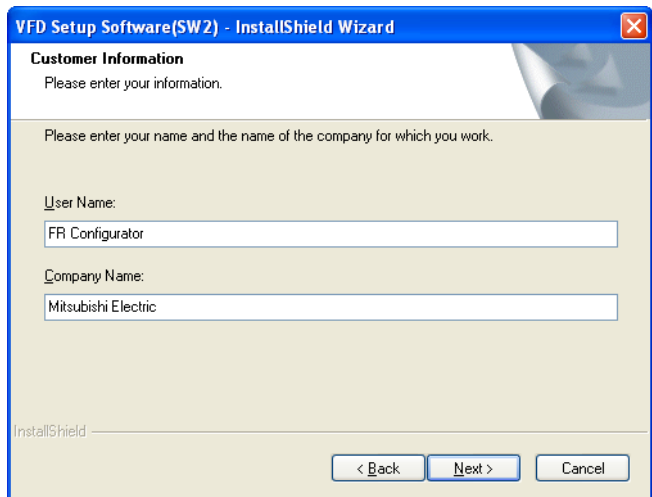 VFD Setup Software(SW2) - InstallShield Wizard
Customer Information
Please enter your information.
Please enter your name and the name of the company for which you work.
User Name:
FR Configurator
Company Name:
Mitsubishi Electric
InstallShield
< Back Next > Cancel